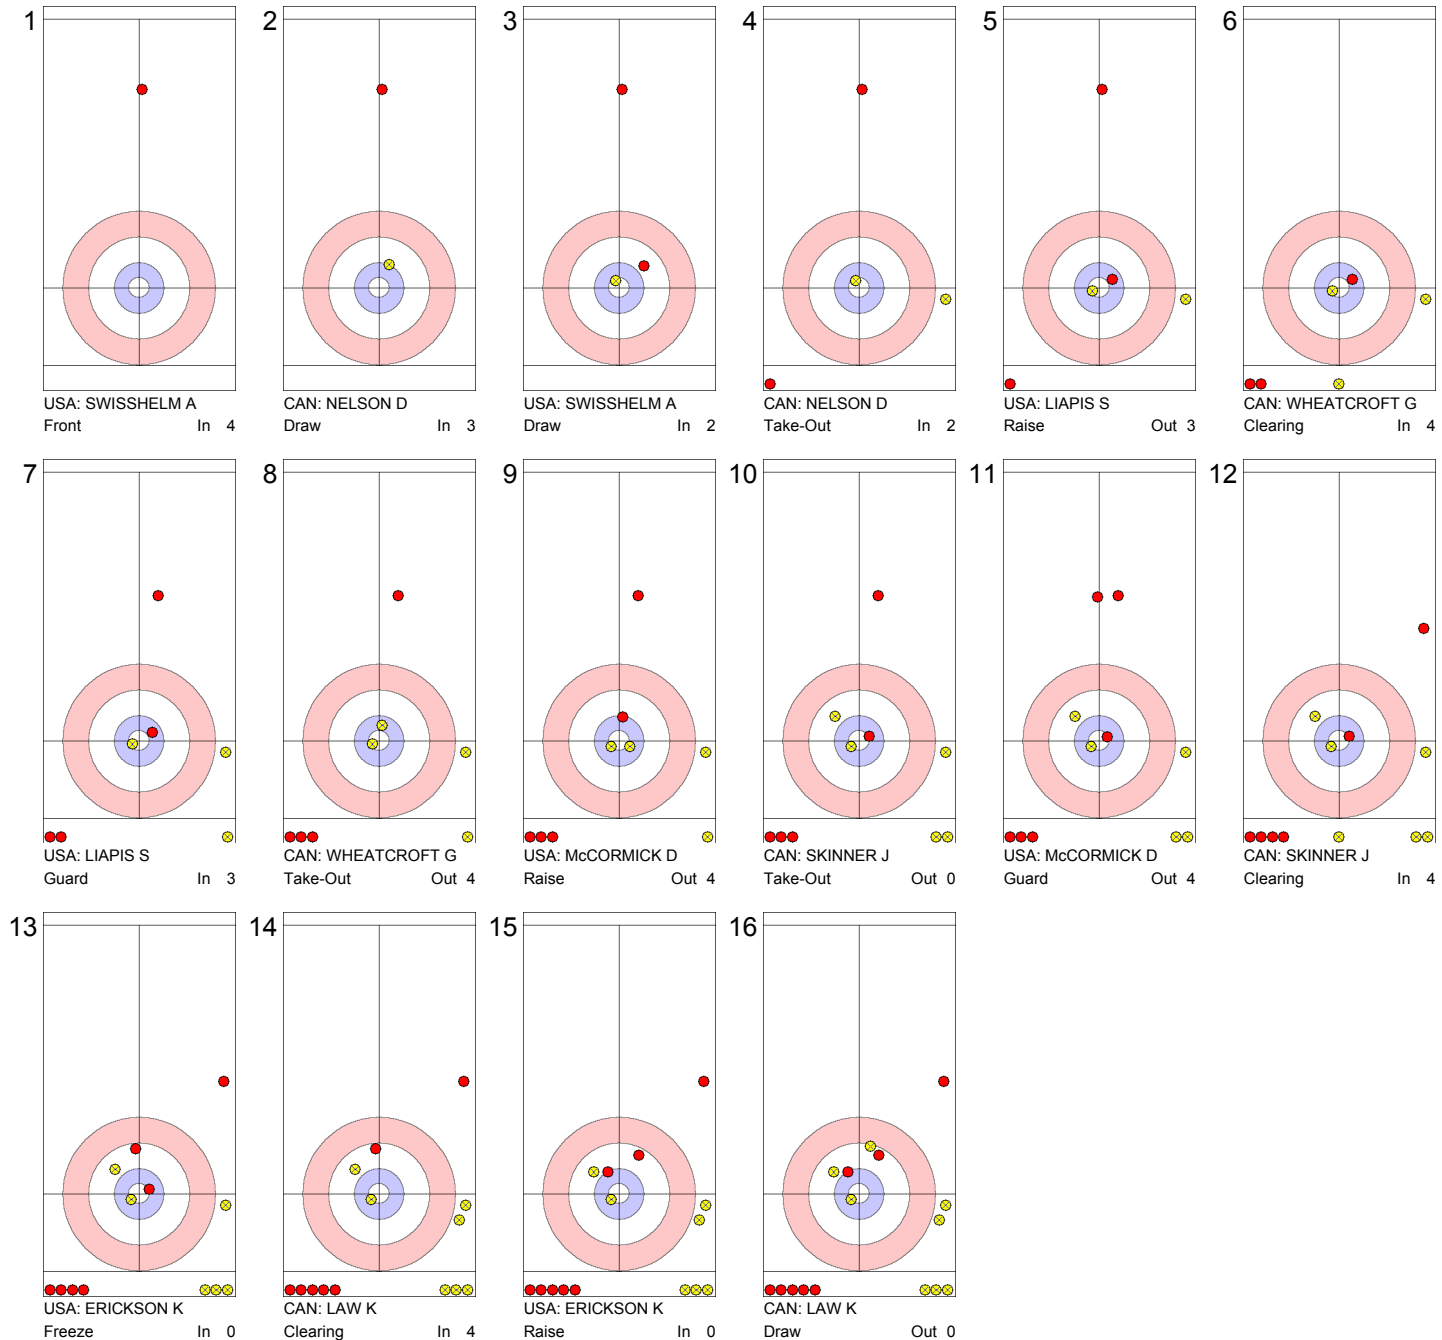 1 2 3 4 5 6
USA: SWISSHELM A CAN: NELSON D USA: SWISSHELM A CAN: NELSON D USA: LIAPIS S CAN: WHEATCROFT G
Front In 4 Draw In 3 Draw In 2 Take-Out In 2 Raise Out 3 Clearing In 4
7 8 9 10 11 12
USA: LIAPIS S CAN: WHEATCROFT G USA: McCORMICK D CAN: SKINNER J USA: McCORMICK D CAN: SKINNER J
Guard In 3 Take-Out Out 4 Raise Out 4 Take-Out Out 0 Guard Out 4 Clearing In 4
13 14 15 16
USA: ERICKSON K CAN: LAW K USA: ERICKSON K CAN: LAW K
Freeze In 0 Clearing In 4 Raise In 0 Draw Out 0